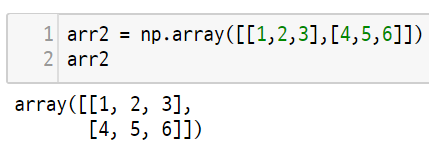 1 arr2 = np.array([[1,2,3],[4,5,6]])
2 arr2
array([[1, 2, 3],
       [4, 5, 6]])